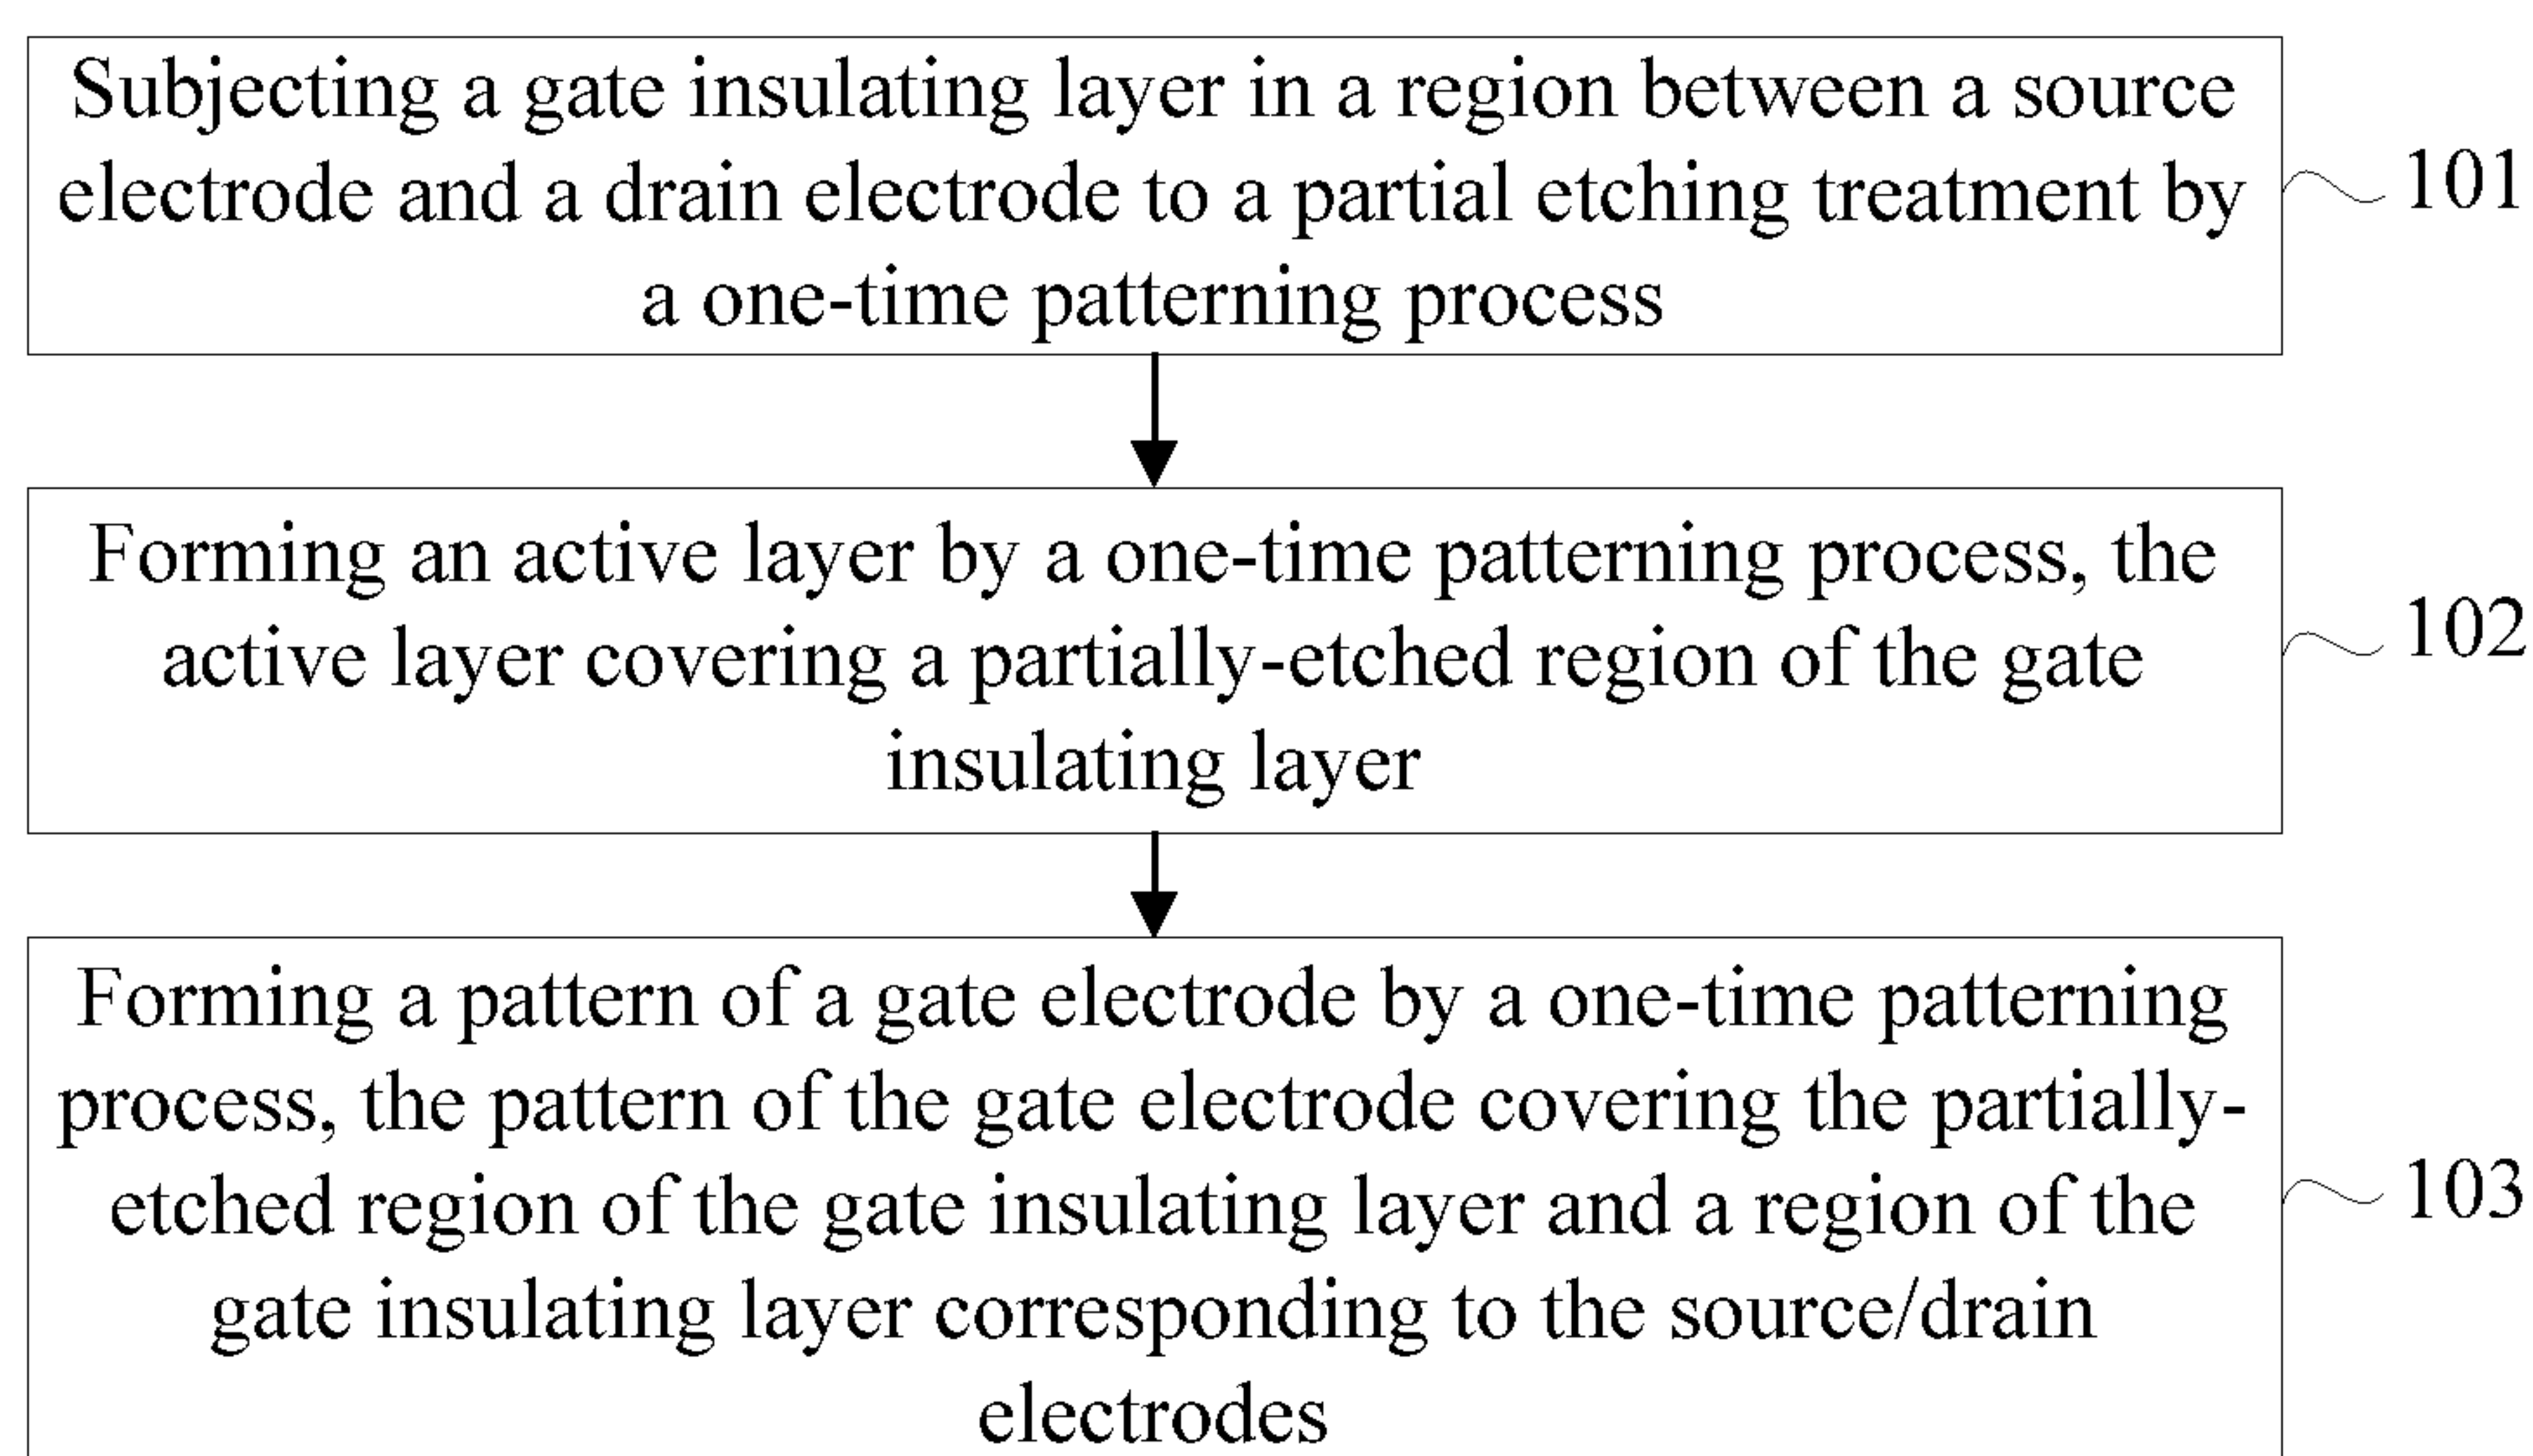 Subjecting a gate insulating layer in a region between a source
electrode and a drain electrode to a partial etching treatment by
a one-time patterning process
101
Forming an active layer by a one-time patterning process, the
active layer covering a partially-etched region of the gate
insulating layer
102
Forming a pattern of a gate electrode by a one-time patterning
process, the pattern of the gate electrode covering the partially-
etched region of the gate insulating layer and a region of the
gate insulating layer corresponding to the source/drain
electrodes
103